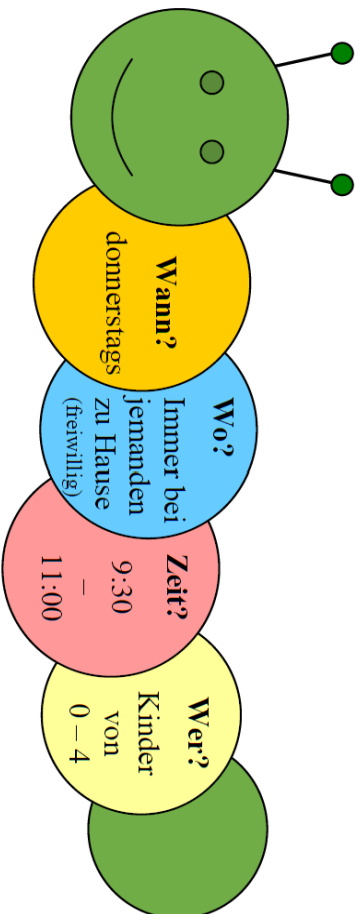 Wann?
donnerstags
Wo?
Immer bei
jemanden
zu Hause
(freiwillig)
Zeit?
9:30
–
11:00
Wer?
Kinder
von
0 – 4